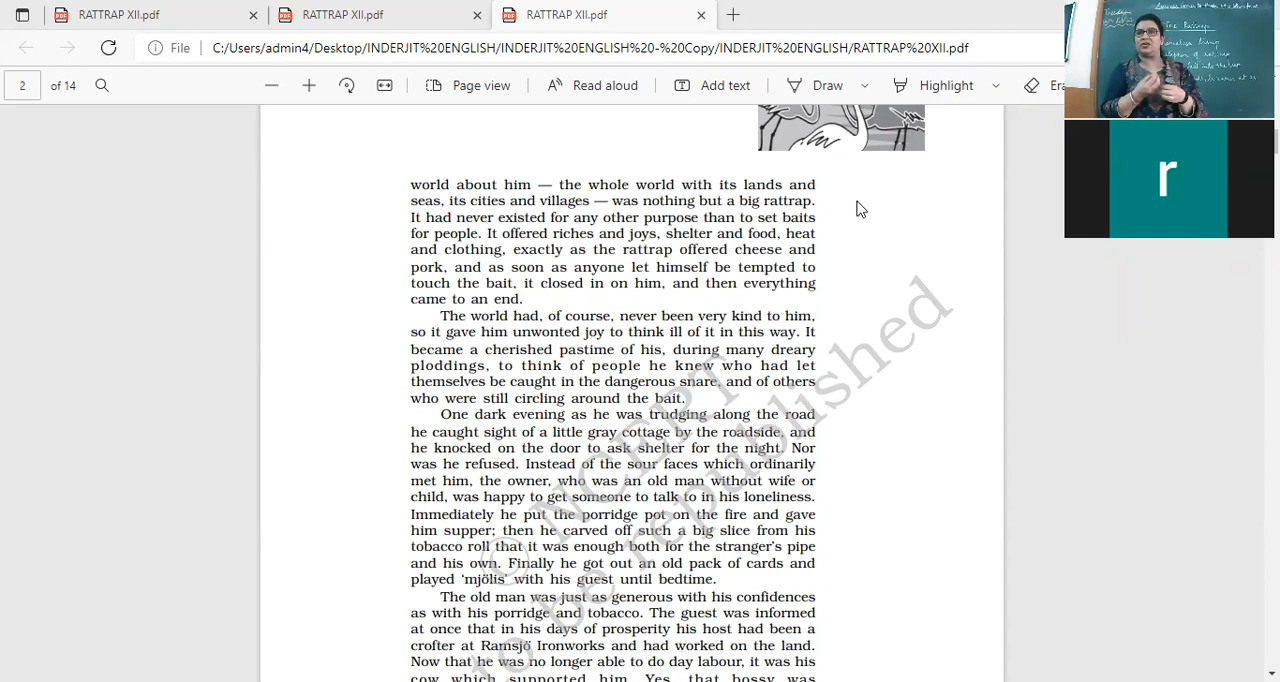 RATTRAP XII.pdf
RATTRAP XII.pdf
RATTRAP XII.pdf
File
C:/Users/admin4/Desktop/INDERJIT%20ENGLISH/INDERJIT%20ENGLISH%20-%20Copy/INDERJIT%20ENGLISH/RATTRAP%20XII.pdf
2 of 14
Page view
Read aloud
Add text
Draw
Highlight
Era
The Rattrap
r
world about him — the whole world with its lands and
seas, its cities and villages — was nothing but a big rattrap.
It had never existed for any other purpose than to set baits
for people. It offered riches and joys, shelter and food, heat
and clothing, exactly as the rattrap offered cheese and
pork, and as soon as anyone let himself be tempted to
touch the bait, it closed in on him, and then everything
came to an end.
The world had, of course, never been very kind to him,
so it gave him unwonted joy to think ill of it in this way. It
became a cherished pastime of his, during many dreary
ploddings, to think of people he knew who had let
themselves be caught in the dangerous snare, and of others
who were still circling around the bait.
One dark evening as he was trudging along the road
he caught sight of a little gray cottage by the roadside, and
he knocked on the door to ask shelter for the night. Nor
was he refused. Instead of the sour faces which ordinarily
met him, the owner, who was an old man without wife or
child, was happy to get someone to talk to in his loneliness.
Immediately he put the porridge pot on the fire and gave
him supper; then he carved off such a big slice from his
tobacco roll that it was enough both for the stranger's pipe
and his own. Finally he got out an old pack of cards and
played 'mjölis' with his guest until bedtime.
The old man was just as generous with his confidences
as with his porridge and tobacco. The guest was informed
at once that in his days of prosperity his host had been a
crofter at Ramsjö Ironworks and had worked on the land.
Now that he was no longer able to do day labour, it was his
cow which supported him. Yes, that bossy was
© NCERT
to be republished